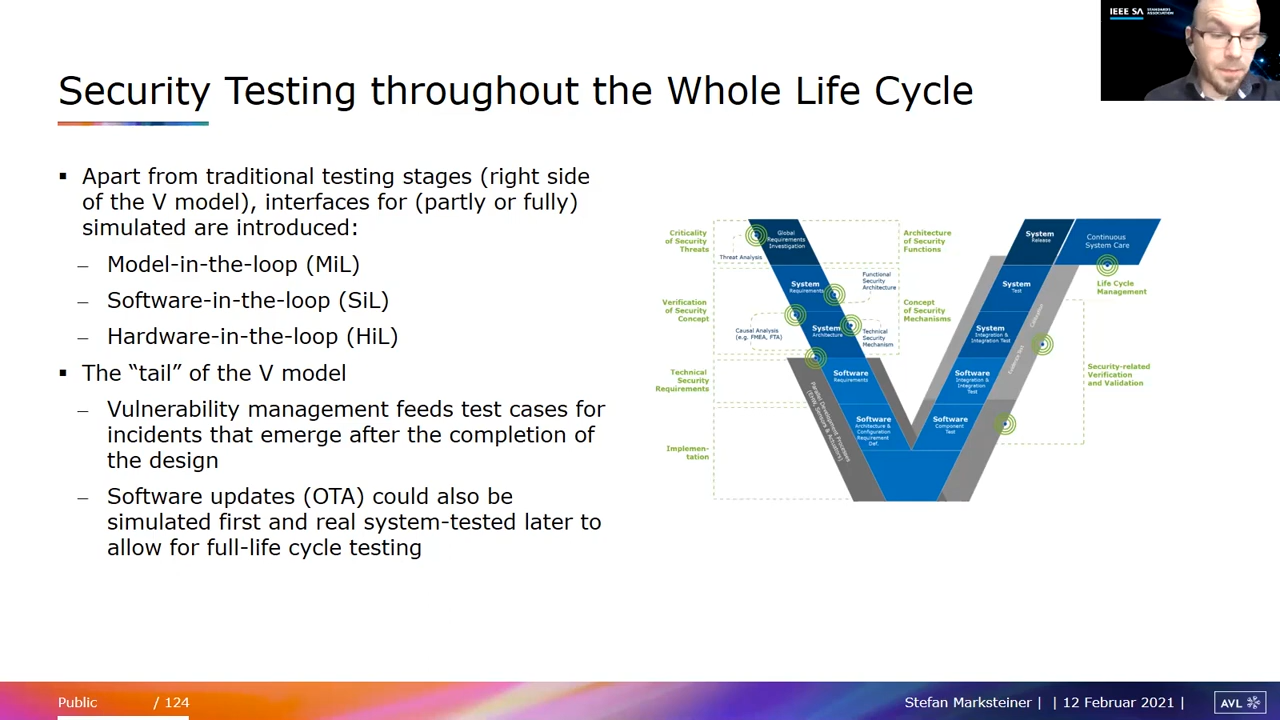 IEEE SA STANDARDS ASSOCIATION
Security Testing throughout the Whole Life Cycle
▪ Apart from traditional testing stages (right side
of the V model), interfaces for (partly or fully)
simulated are introduced:
– Model-in-the-loop (MiL)
– Software-in-the-loop (SiL)
– Hardware-in-the-loop (HiL)
▪ The “tail” of the V model
– Vulnerability management feeds test cases for
incidents that emerge after the completion of
the design
– Software updates (OTA) could also be
simulated first and real system-tested later to
allow for full-life cycle testing
Criticality
of Security
Threats
Verification
of Security
Concept
Technical
Security
Requirements
Implemen-
tation
Threat Analysis
Causal Analysis
(e.g. FMEA, FTA)
Global
Requirements
Investigation
System
Requirements
System
Architecture
Software
Requirements
Software
Architecture &
Configuration
Requirement
Def.
Parallel Development Processes
Functional
Security
Architecture
Technical
Security
Mechanism
Architecture
of Security
Functions
Concept
of Security
Mechanisms
System
Release
System
Test
System
Integration &
Integration Test
Software
Integration &
Integration
Test
Software
Component
Test
Calibration
Continuous
System Care
Life Cycle
Management
Security-related
Verification
and Validation
Public / 124
Stefan Marksteiner | | 12 Februar 2021 |
AVL